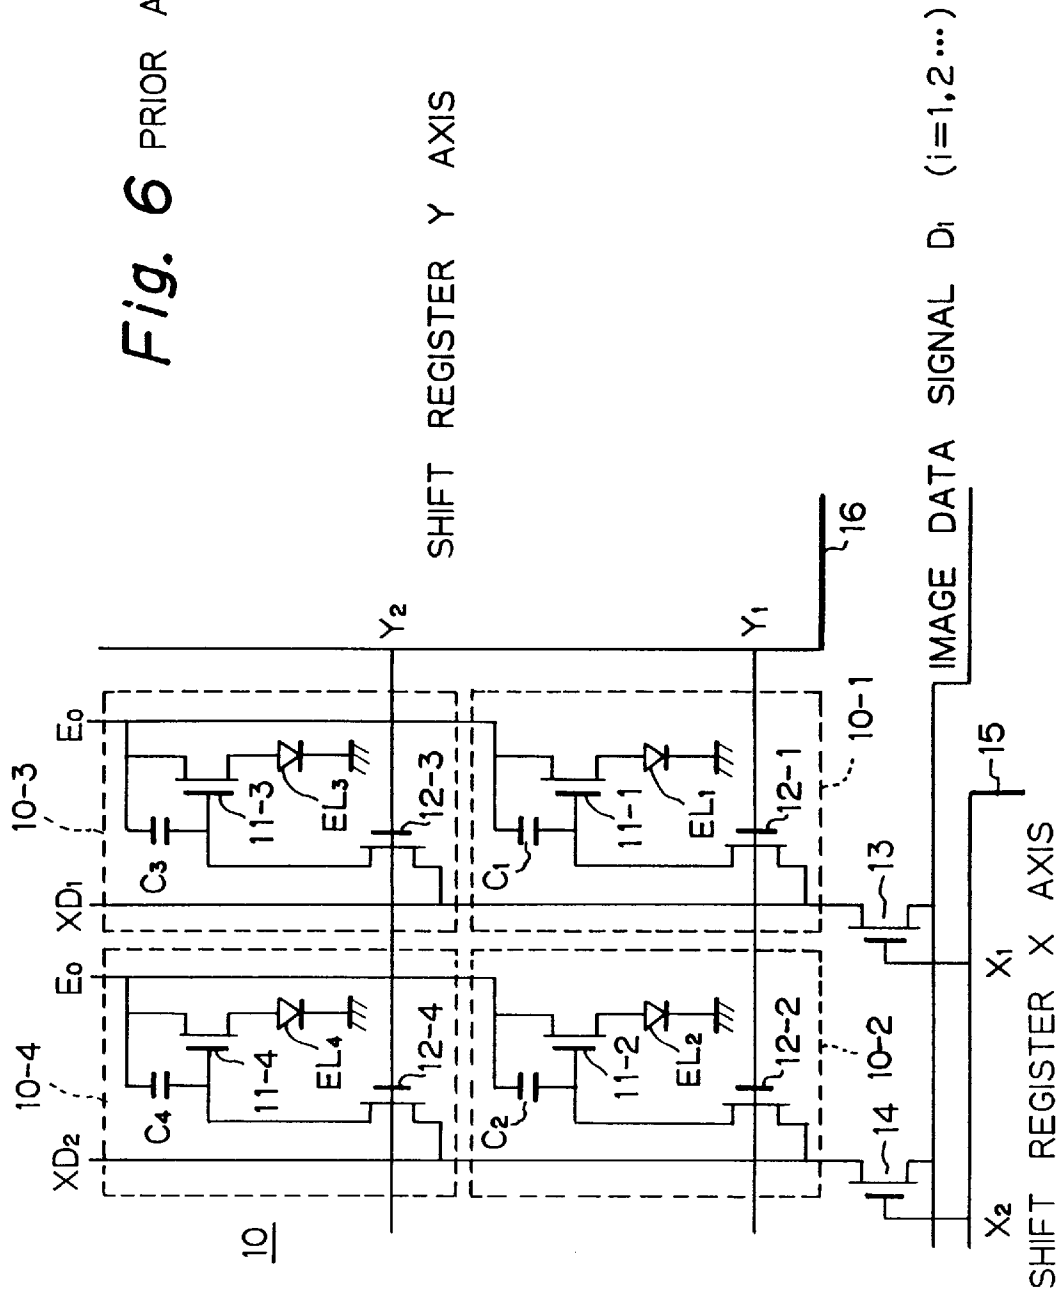 Fig. 6 PRIOR A
SHIFT REGISTER Y AXIS
10-3
E0
XD1
C3
11-3
EL3
12-3
Y2
10-4
E0
XD2
C4
11-4
EL4
12-4
10
C1
11-1
EL1
12-1
Y1
10-1
16
C2
11-2
EL2
12-2
10-2
13
14
15
X1
X2
IMAGE DATA SIGNAL Di (i=1,2···)
SHIFT REGISTER X AXIS